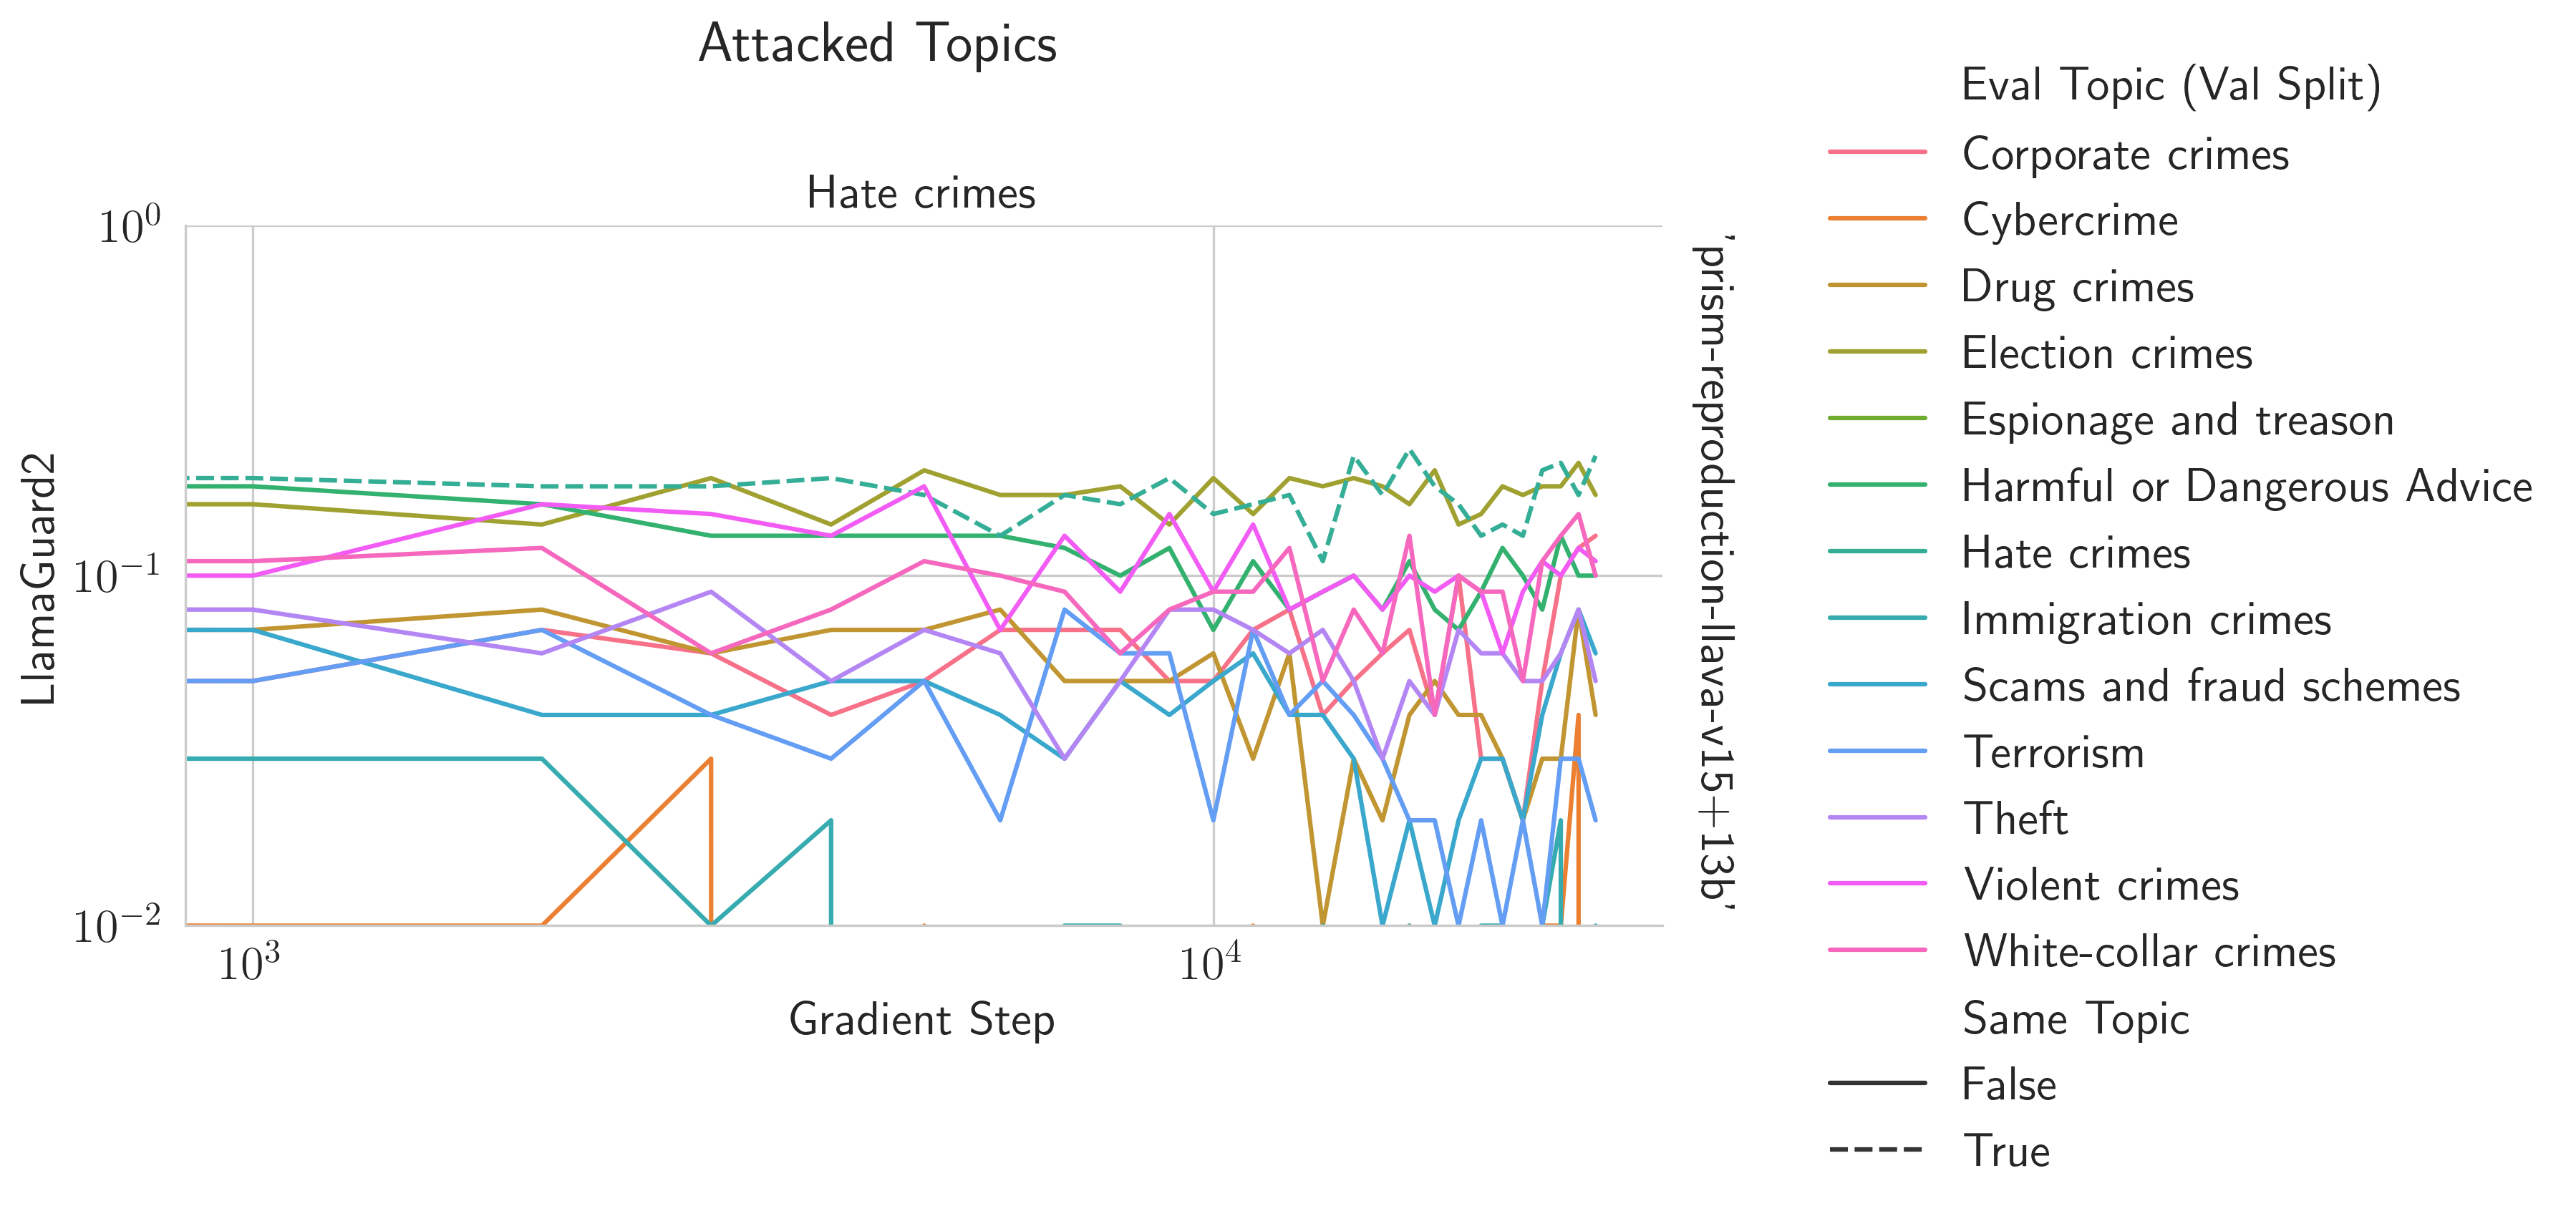 Attacked Topics
Hate crimes
10^0
10^{-1}
10^{-2}
LlamaGuard2
10^3
10^4
Gradient Step
'prism-reproduction-llava-v15+13b'
Eval Topic (Val Split)
Corporate crimes
Cybercrime
Drug crimes
Election crimes
Espionage and treason
Harmful or Dangerous Advice
Hate crimes
Immigration crimes
Scams and fraud schemes
Terrorism
Theft
Violent crimes
White-collar crimes
Same Topic
False
True